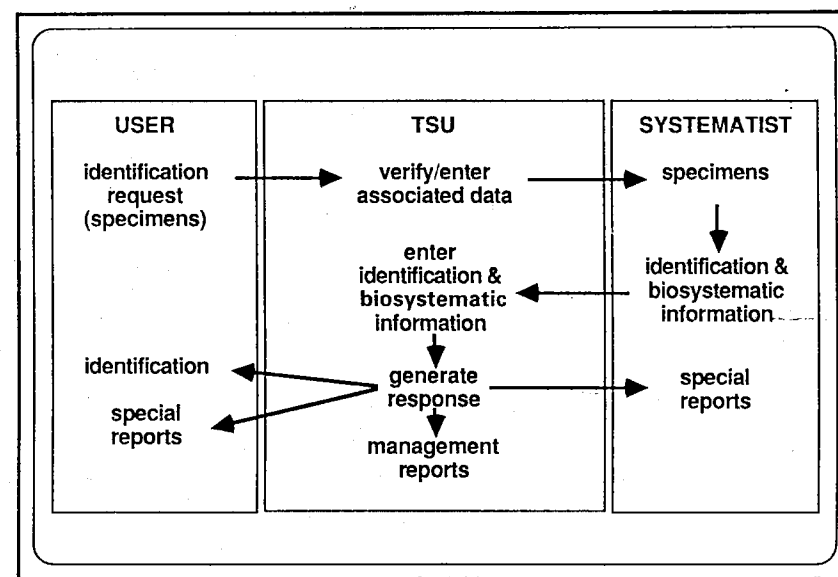 USER
identification
request
(specimens)
identification
special
reports
TSU
verify/enter
associated data
enter
identification &
biosystematic
information
generate
response
management
reports
SYSTEMATIST
specimens
identification &
biosystematic
information
special
reports